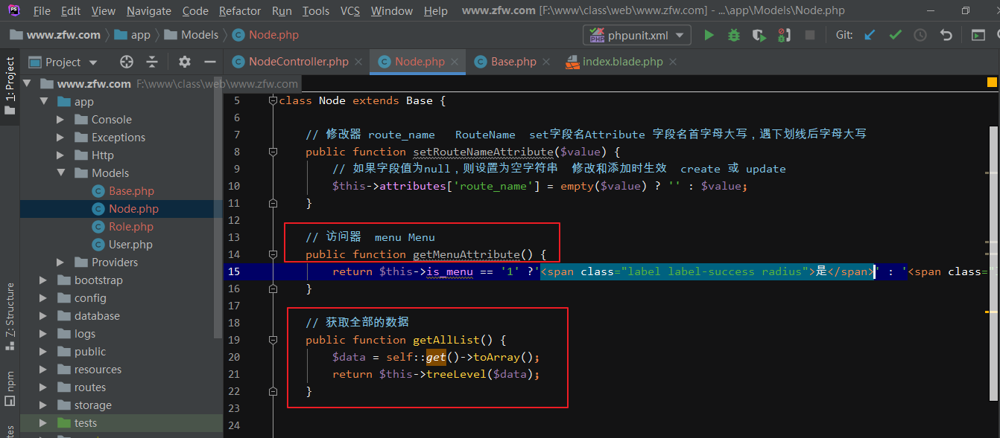 File Edit View Navigate Code Refactor Run Tools VCS Window Help www.zfw.com [F:\www\class\web\www.zfw.com] - ...\app\Models\Node.php
www.zfw.com app Models Node.php phpunit.xml Git:
Project NodeController.php Node.php Base.php index.blade.php
1: Project
Z: Structure
npm
www.zfw.com F:\www\class\web\www.zfw.com
app
Console
Exceptions
Http
Models
Base.php
Node.php
Role.php
User.php
Providers
bootstrap
config
database
logs
public
resources
routes
storage
tests
5 class Node extends Base {
6
7 // 修改器 route_name RouteName set字段名Attribute 字段名首字母大写，遇下划线后字母大写
8 public function setRouteNameAttribute($value) {
9 // 如果字段值为null，则设置为空字符串 修改和添加时生效 create 或 update
10 $this->attributes['route_name'] = empty($value) ? '' : $value;
11 }
12
13 // 访问器 menu Menu
14 public function getMenuAttribute() {
15 return $this->is_menu == '1' ?'<span class="label label-success radius">是</span>' : '<span class="
16 }
17
18 // 获取全部的数据
19 public function getAllList() {
20 $data = self::get()->toArray();
21 return $this->treeLevel($data);
22 }
23
24